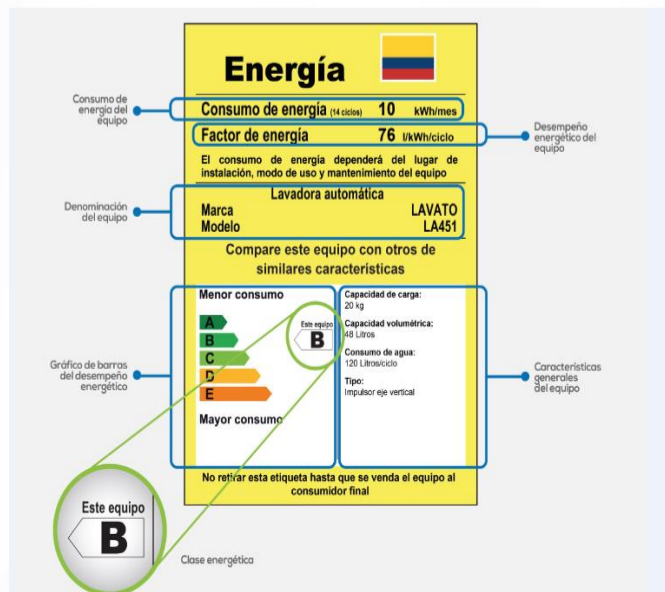 Energía
Consumo de
energía del
equipo
Consumo de energía (14 ciclos) 10 kWh/mes
Factor de energía 76 l/kWh/ciclo
Desempeño
energético del
equipo
El consumo de energía dependerá del lugar de
instalación, modo de uso y mantenimiento del equipo
Denominación
del equipo
Lavadora automática
Marca LAVATO
Modelo LA451
Compare este equipo con otros de
similares características
Gráfico de barras
del desempeño
energético
Menor consumo
A
B
C
D
E
Mayor consumo
Este equipo
B
Capacidad de carga:
20 kg
Capacidad volumétrica:
48 Litros
Consumo de agua:
120 Litros/ciclo
Tipo:
Impulsor eje vertical
Características
generales
del equipo
No retirar esta etiqueta hasta que se venda el equipo al
consumidor final
Este equipo
B
Clase energética